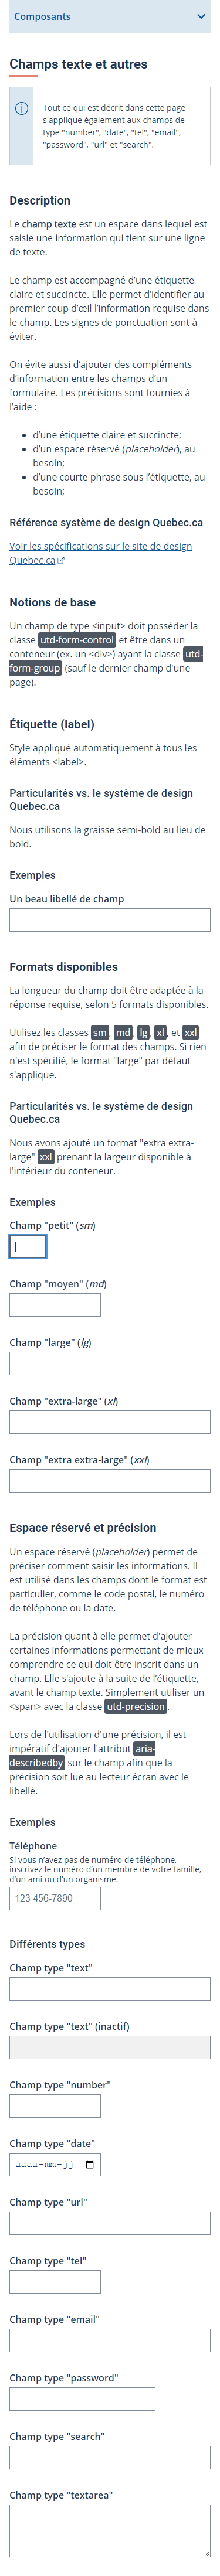 Composants
Champs texte et autres
Tout ce qui est décrit dans cette page
s'applique également aux champs de
type "number", "date", "tel", "email",
"password", "url" et "search".
Description
Le champ texte est un espace dans lequel est
saisie une information qui tient sur une ligne
de texte.
Le champ est accompagné d'une étiquette
claire et succincte. Elle permet d'identifier au
premier coup d'œil l'information requise dans
le champ. Les signes de ponctuation sont à
éviter.
On évite aussi d'ajouter des compléments
d'information entre les champs d'un
formulaire. Les précisions sont fournies à
l'aide :
d'une étiquette claire et succincte;
d'un espace réservé (placeholder), au
besoin;
d'une courte phrase sous l'étiquette, au
besoin;
Référence système de design Quebec.ca
Voir les spécifications sur le site de design
Quebec.ca
Notions de base
Un champ de type <input> doit posséder la
classe utd-form-control et être dans un
conteneur (ex. un <div>) ayant la classe utd-
form-group (sauf le dernier champ d'une
page).
Étiquette (label)
Style appliqué automatiquement à tous les
éléments <label>.
Particularités vs. le système de design
Quebec.ca
Nous utilisons la graisse semi-bold au lieu de
bold.
Exemples
Un beau libellé de champ
Formats disponibles
La longueur du champ doit être adaptée à la
réponse requise, selon 5 formats disponibles.
Utilisez les classes sm, md, lg, xl, et xxl
afin de préciser le format des champs. Si rien
n'est spécifié, le format "large" par défaut
s'applique.
Particularités vs. le système de design
Quebec.ca
Nous avons ajouté un format "extra extra-
large" xxl prenant la largeur disponible à
l'intérieur du conteneur.
Exemples
Champ "petit" (sm)
Champ "moyen" (md)
Champ "large" (lg)
Champ "extra-large" (xl)
Champ "extra extra-large" (xxl)
Espace réservé et précision
Un espace réservé (placeholder) permet de
préciser comment saisir les informations. Il
est utilisé dans les champs dont le format est
particulier, comme le code postal, le numéro
de téléphone ou la date.
La précision quant à elle permet d'ajouter
certaines informations permettant de mieux
comprendre ce qui doit être inscrit dans un
champ. Elle s'ajoute à la suite de l'étiquette,
avant le champ texte. Simplement utiliser un
<span> avec la classe utd-precision.
Lors de l'utilisation d'une précision, il est
impératif d'ajouter l'attribut aria-
describedby sur le champ afin que la
précision soit lue au lecteur écran avec le
libellé.
Exemples
Téléphone
Si vous n'avez pas de numéro de téléphone,
inscrivez le numéro d'un membre de votre famille,
d'un ami ou d'un organisme.
123 456-7890
Différents types
Champ type "text"
Champ type "text" (inactif)
Champ type "number"
Champ type "date"
aaaa-mm-jj
Champ type "url"
Champ type "tel"
Champ type "email"
Champ type "password"
Champ type "search"
Champ type "textarea"